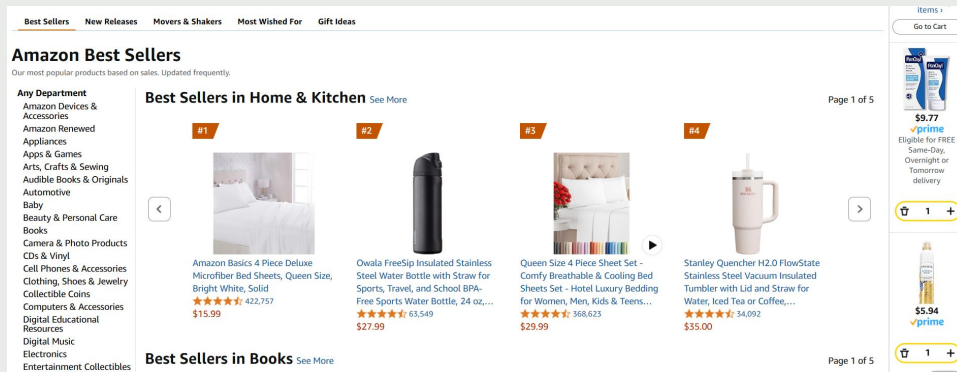 Best Sellers New Releases Movers & Shakers Most Wished For Gift Ideas
Amazon Best Sellers
Our most popular products based on sales. Updated frequently.
Any Department
Amazon Devices &
Accessories
Amazon Renewed
Appliances
Apps & Games
Arts, Crafts & Sewing
Audible Books & Originals
Automotive
Baby
Beauty & Personal Care
Books
Camera & Photo Products
CDs & Vinyl
Cell Phones & Accessories
Clothing, Shoes & Jewelry
Collectible Coins
Computers & Accessories
Digital Educational
Resources
Digital Music
Electronics
Entertainment Collectibles
Best Sellers in Home & Kitchen See More
Page 1 of 5
#1
Amazon Basics 4 Piece Deluxe
Microfiber Bed Sheets, Queen Size,
Bright White, Solid
422,757
$15.99
#2
Owala FreeSip Insulated Stainless
Steel Water Bottle with Straw for
Sports, Travel, and School BPA-
Free Sports Water Bottle, 24 oz,...
63,549
$27.99
#3
Queen Size 4 Piece Sheet Set -
Comfy Breathable & Cooling Bed
Sheets Set - Hotel Luxury Bedding
for Women, Men, Kids & Teens...
368,623
$29.99
#4
Stanley Quencher H2.0 FlowState
Stainless Steel Vacuum Insulated
Tumbler with Lid and Straw for
Water, Iced Tea or Coffee,...
34,092
$35.00
Best Sellers in Books See More
Page 1 of 5
items ›
Go to Cart
PanOxyl
PanOxyl
$9.77
prime
Eligible for FREE
Same-Day,
Overnight or
Tomorrow
delivery
1 +
$5.94
prime
1 +